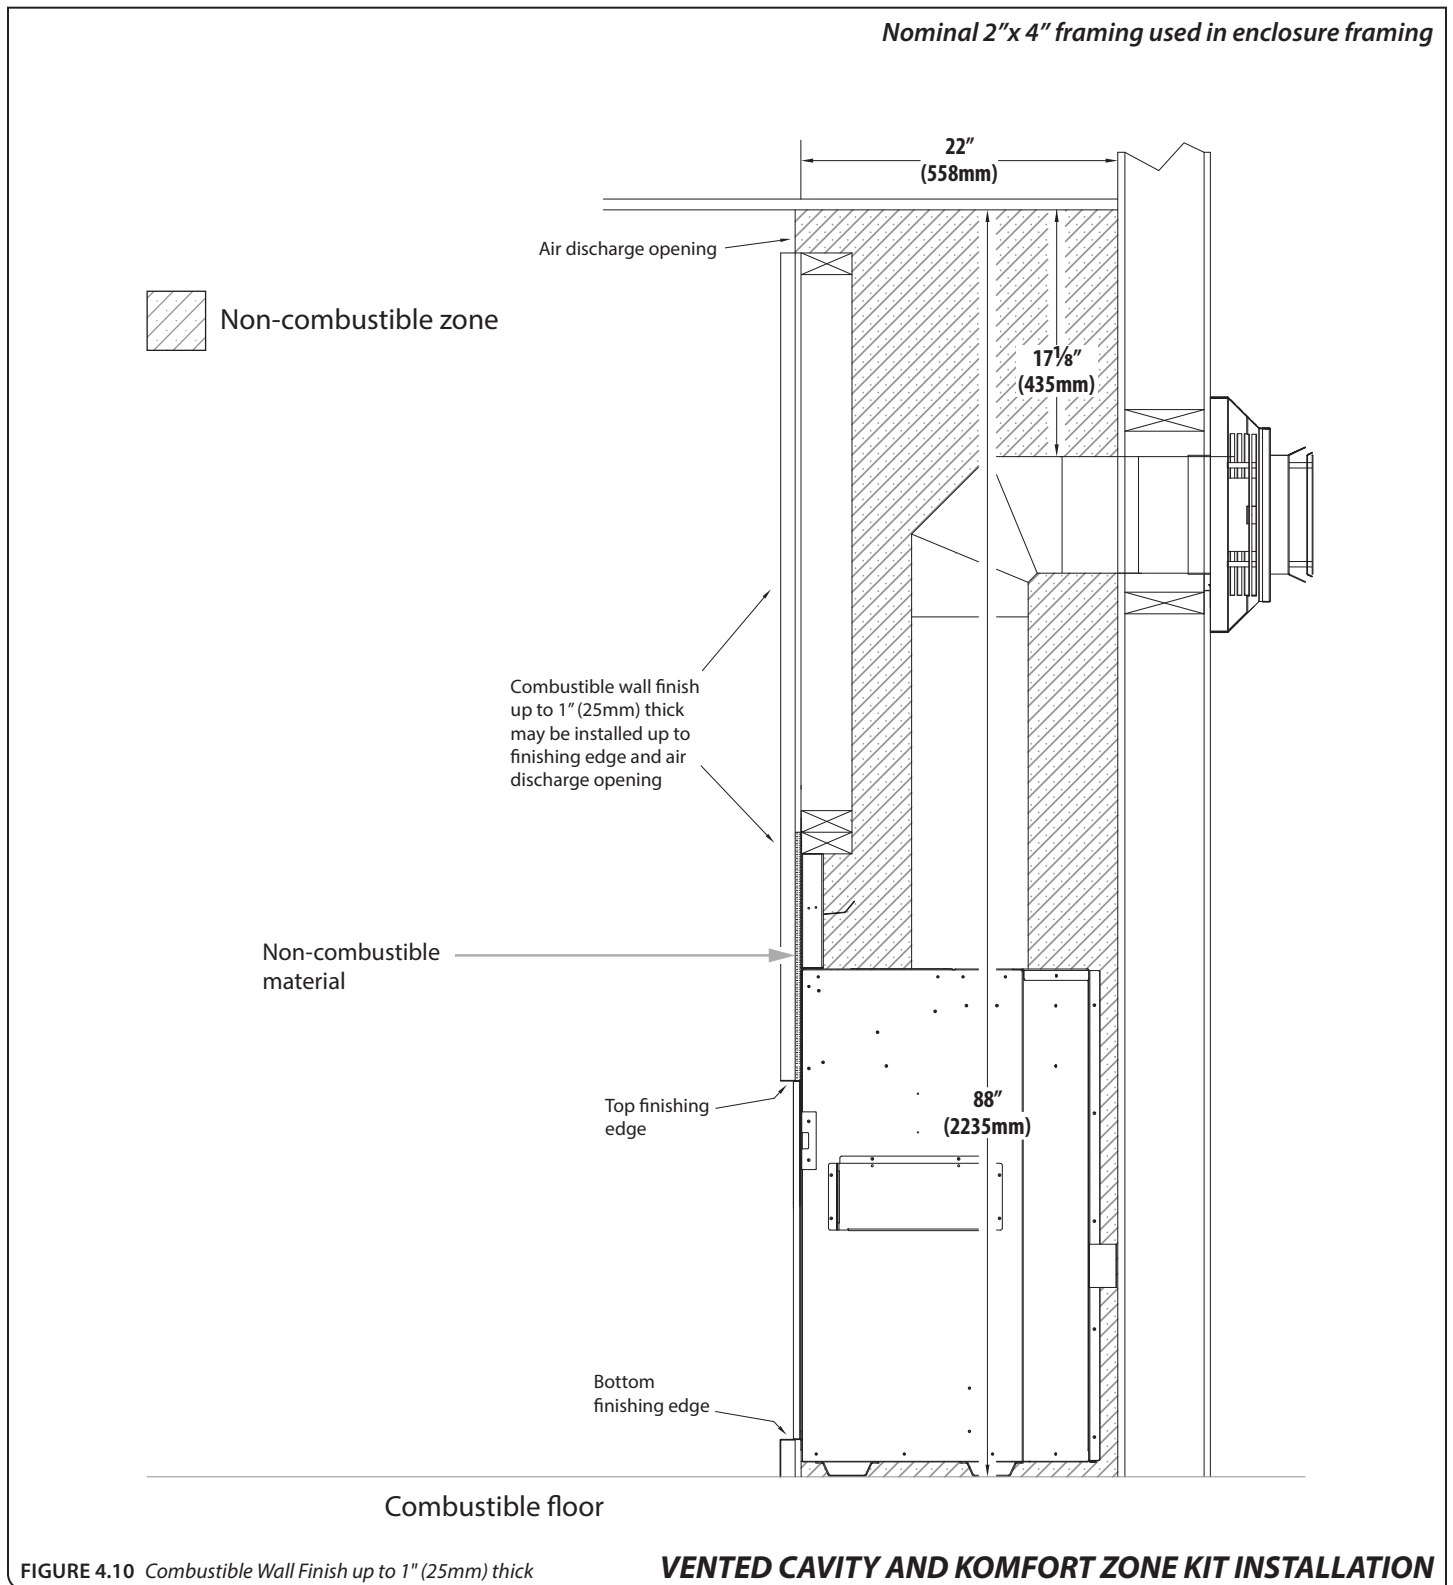 Nominal 2”x 4” framing used in enclosure framing
22”
(558mm)
Air discharge opening
Non-combustible zone
17⅛”
(435mm)
Combustible wall finish
up to 1” (25mm) thick
may be installed up to
finishing edge and air
discharge opening
Non-combustible
material
Top finishing
edge
88”
(2235mm)
Bottom
finishing edge
Combustible floor
FIGURE 4.10 Combustible Wall Finish up to 1" (25mm) thick
VENTED CAVITY AND KOMFORT ZONE KIT INSTALLATION